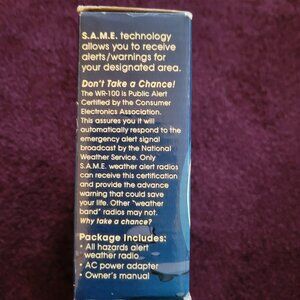 S.A.M.E. technology
allows you to receive
alerts/warnings for
your designated area.
Don't Take a Chance!
The WR-100 is Public Alert
Certified by the Consumer
Electronics Association.
This assures you it will
automatically respond to the
emergency alert signal
broadcast by the National
Weather Service. Only
S.A.M.E. weather alert radios
can receive this certification
and provide the advance
warning that could save
your life. Other "weather
band" radios may not.
Why take a chance?
Package Includes:
• All hazards alert
weather radio
• AC power adapter
• Owner's manual